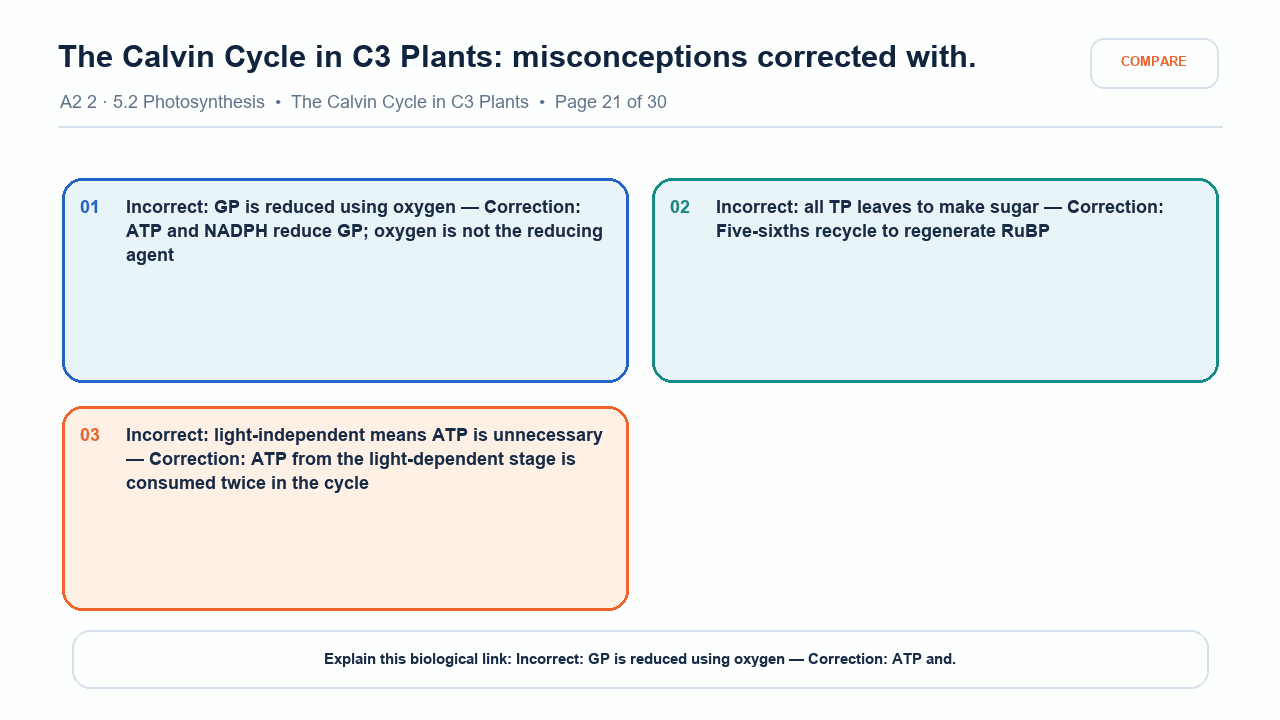 The Calvin Cycle in C3 Plants: misconceptions corrected with.
COMPARE
A2 2 · 5.2 Photosynthesis • The Calvin Cycle in C3 Plants • Page 21 of 30
01 Incorrect: GP is reduced using oxygen — Correction:
ATP and NADPH reduce GP; oxygen is not the reducing
agent
02 Incorrect: all TP leaves to make sugar — Correction:
Five-sixths recycle to regenerate RuBP
03 Incorrect: light-independent means ATP is unnecessary
— Correction: ATP from the light-dependent stage is
consumed twice in the cycle
Explain this biological link: Incorrect: GP is reduced using oxygen — Correction: ATP and.